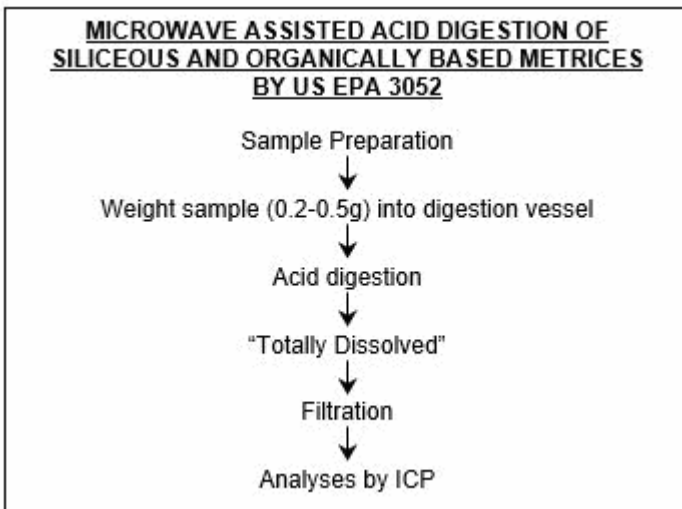 MICROWAVE ASSISTED ACID DIGESTION OF
SILICEOUS AND ORGANICALLY BASED METRICES
BY US EPA 3052
Sample Preparation
Weight sample (0.2-0.5g) into digestion vessel
Acid digestion
“Totally Dissolved”
Filtration
Analyses by ICP